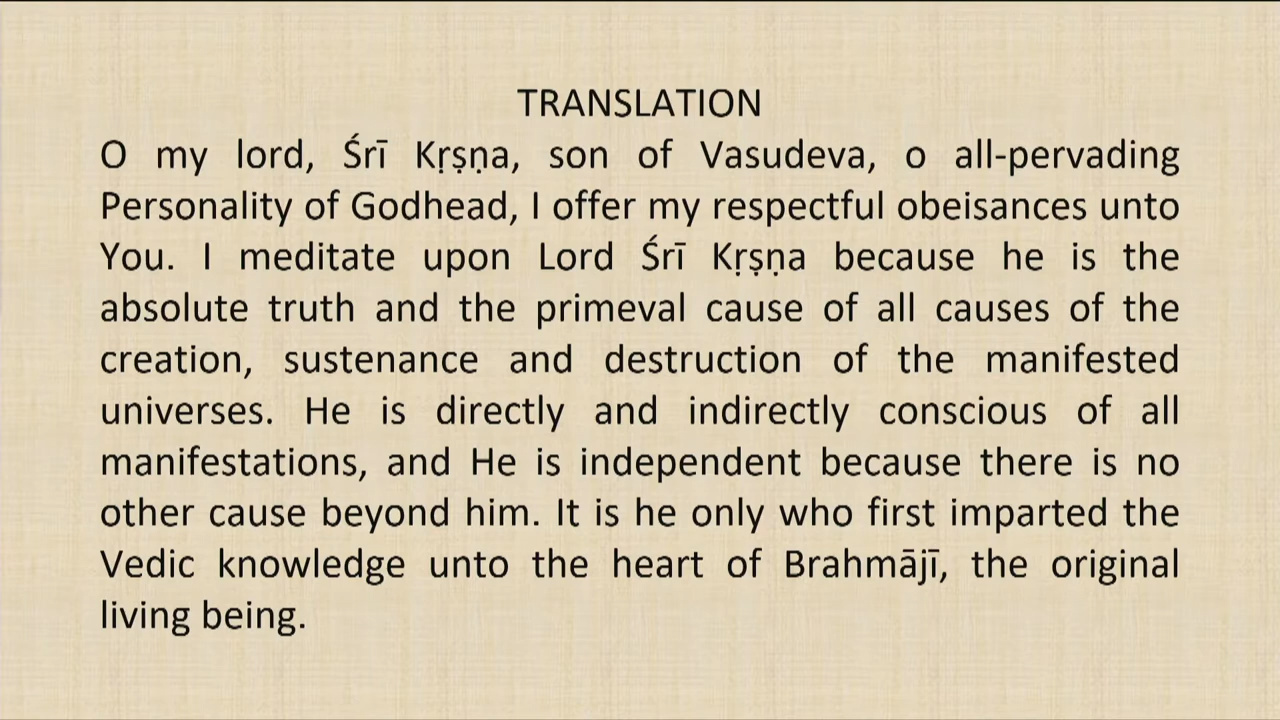 TRANSLATION
O my lord, Śrī Kṛṣṇa, son of Vasudeva, o all-pervading
Personality of Godhead, I offer my respectful obeisances unto
You. I meditate upon Lord Śrī Kṛṣṇa because he is the
absolute truth and the primeval cause of all causes of the
creation, sustenance and destruction of the manifested
universes. He is directly and indirectly conscious of all
manifestations, and He is independent because there is no
other cause beyond him. It is he only who first imparted the
Vedic knowledge unto the heart of Brahmājī, the original
living being.